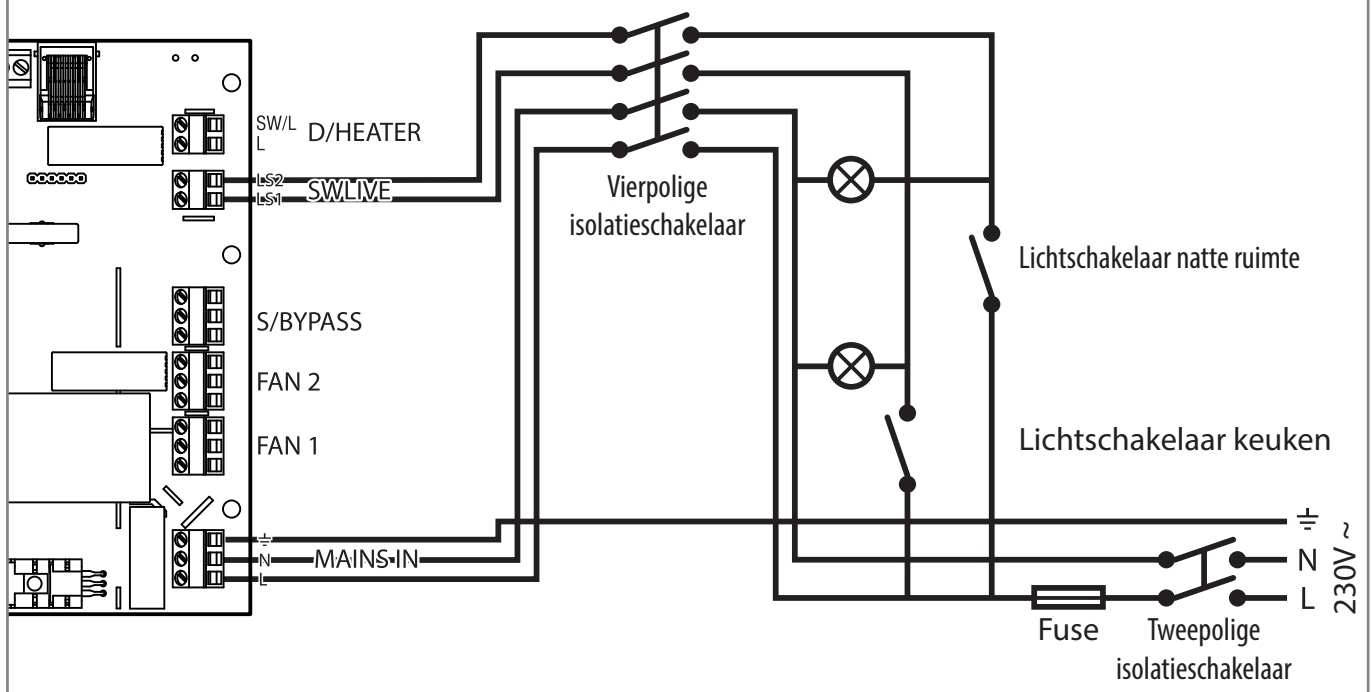 SW/L
L
D/HEATER
LS2
LS1
SWLIVE
S/BYPASS
FAN 2
FAN 1
N
L
MAINS IN
Vierpolige
isolatieschakelaar
Lichtschakelaar natte ruimte
Lichtschakelaar keuken
N
L
230V ~
Fuse
Tweepolige
isolatieschakelaar